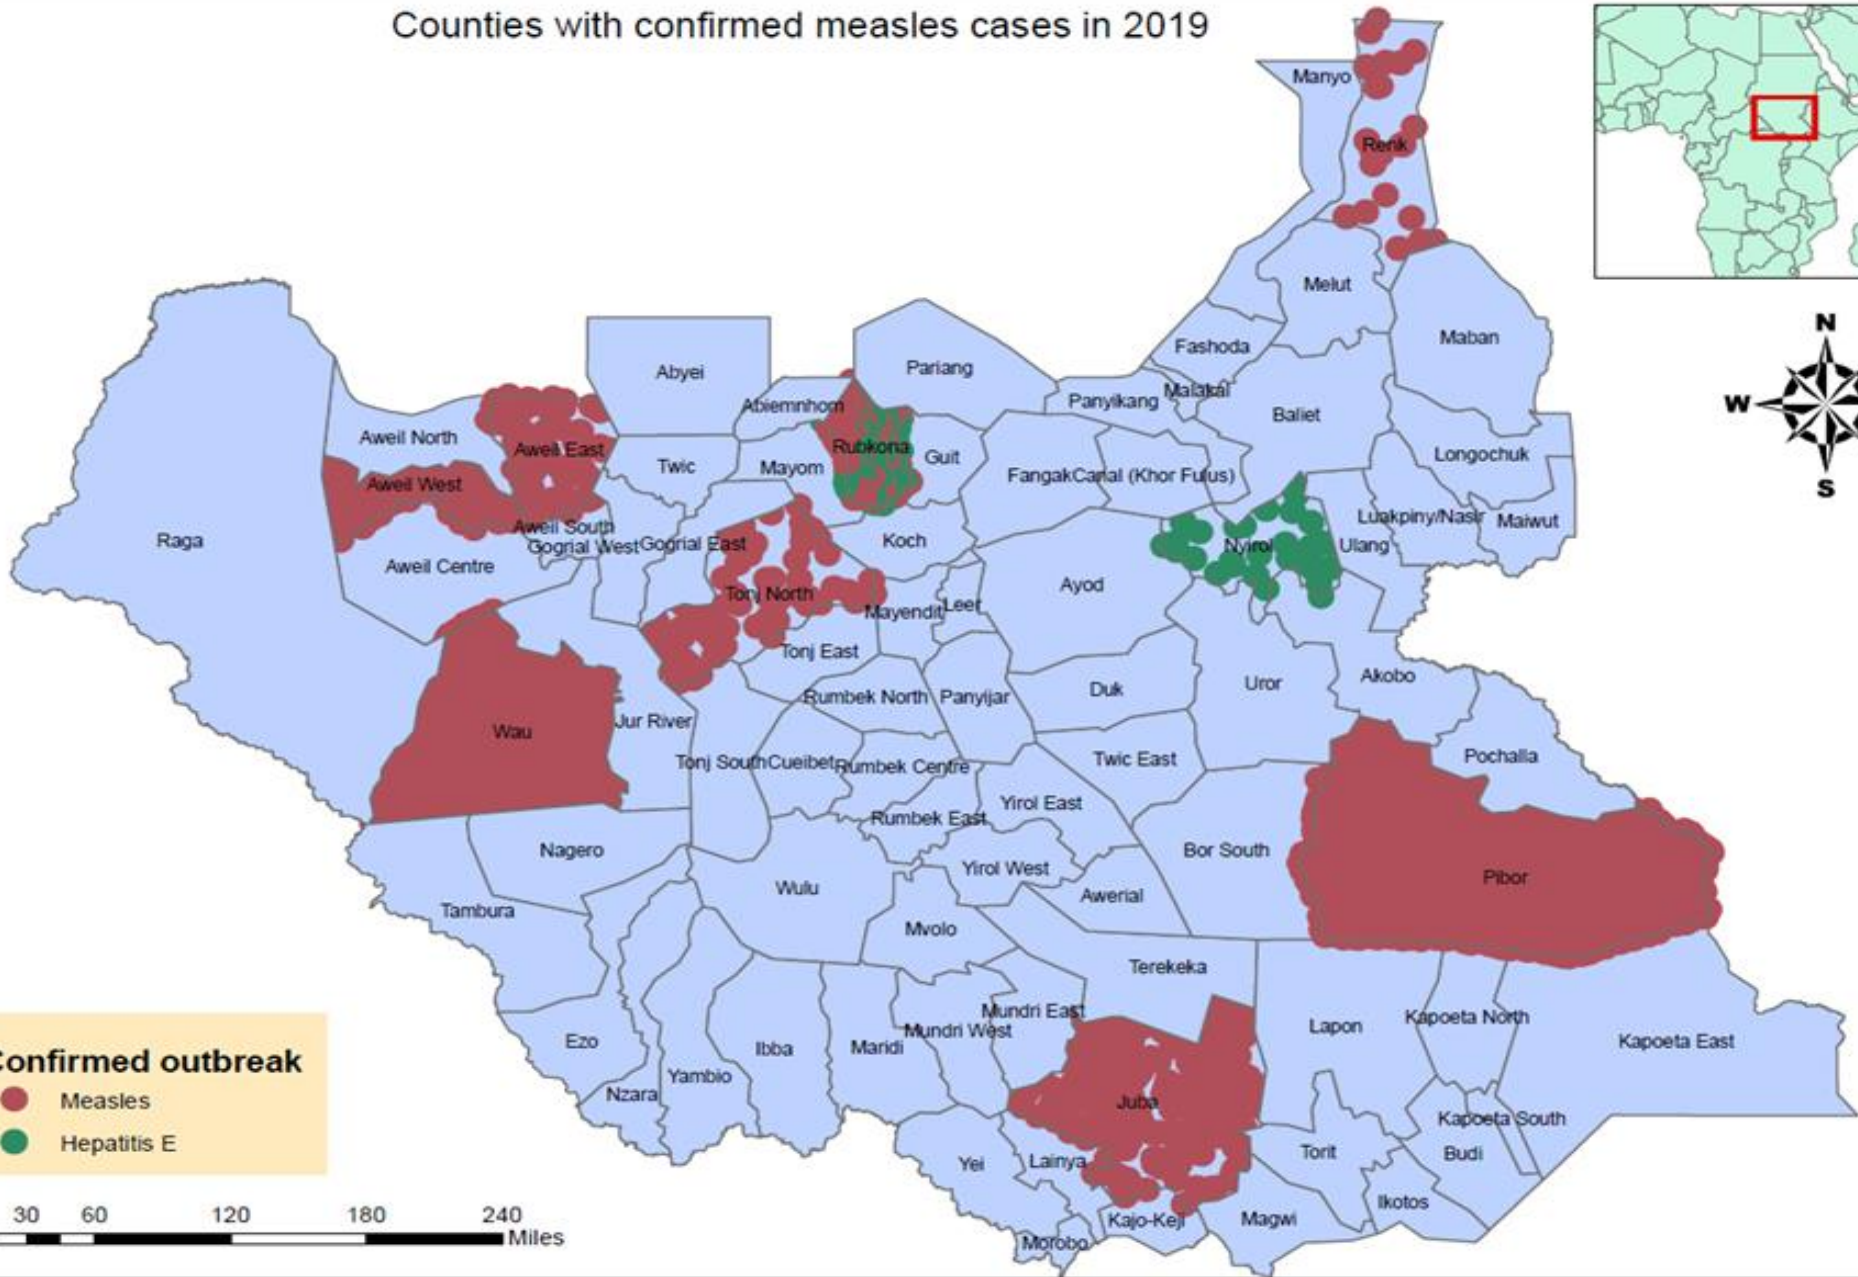 Counties with confirmed measles cases in 2019
Manyo
Renk
Melut
Maban
Fashoda
Abyei
Pariang
Abiemnhom
Panyikang
Malakal
Baliet
Aweil North
Aweil East
Rubkona
Guit
Longochuk
Twic
Mayom
Fangak
Canal (Khor Fulus)
Aweil West
Aweil South
Luakpiny/Nasir
Maiwut
Raga
Gogrial West
Gogrial East
Koch
Nyirol
Ulang
Aweil Centre
Ayod
Tonj North
Mayendit
Leer
Tonj East
Akobo
Rumbek North
Panyijar
Duk
Uror
Wau
Jur River
Tonj South
Cueibet
Rumbek Centre
Twic East
Pochalla
Yirol East
Rumbek East
Nagero
Bor South
Yirol West
Pibor
Wulu
Awerial
Tambura
Mvolo
Terekeka
Mundri East
Mundri West
Lapon
Kapoeta North
Ezo
Ibba
Maridi
Kapoeta East
Yambio
Nzara
Juba
Kapoeta South
Yei
Lainya
Torit
Budi
Ikotos
Kajo-Keji
Magwi
Morobo
N
W
S
Confirmed outbreak
Measles
Hepatitis E
30 60 120 180 240
Miles